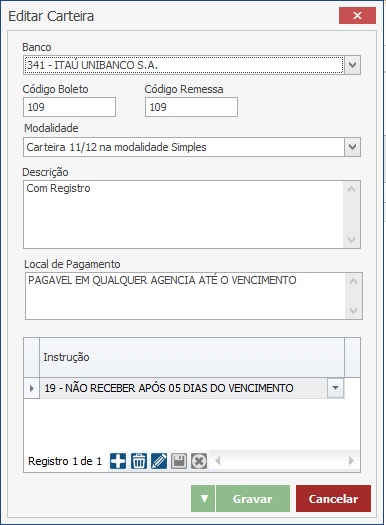 Editar Carteira
Banco
341 - ITAÚ UNIBANCO S.A.
Código Boleto Código Remessa
109 109
Modalidade
Carteira 11/12 na modalidade Simples
Descrição
Com Registro
Local de Pagamento
PAGAVEL EM QUALQUER AGENCIA ATÉ O VENCIMENTO
Instrução
19 - NÃO RECEBER APÓS 05 DIAS DO VENCIMENTO
Registro 1 de 1
Gravar Cancelar